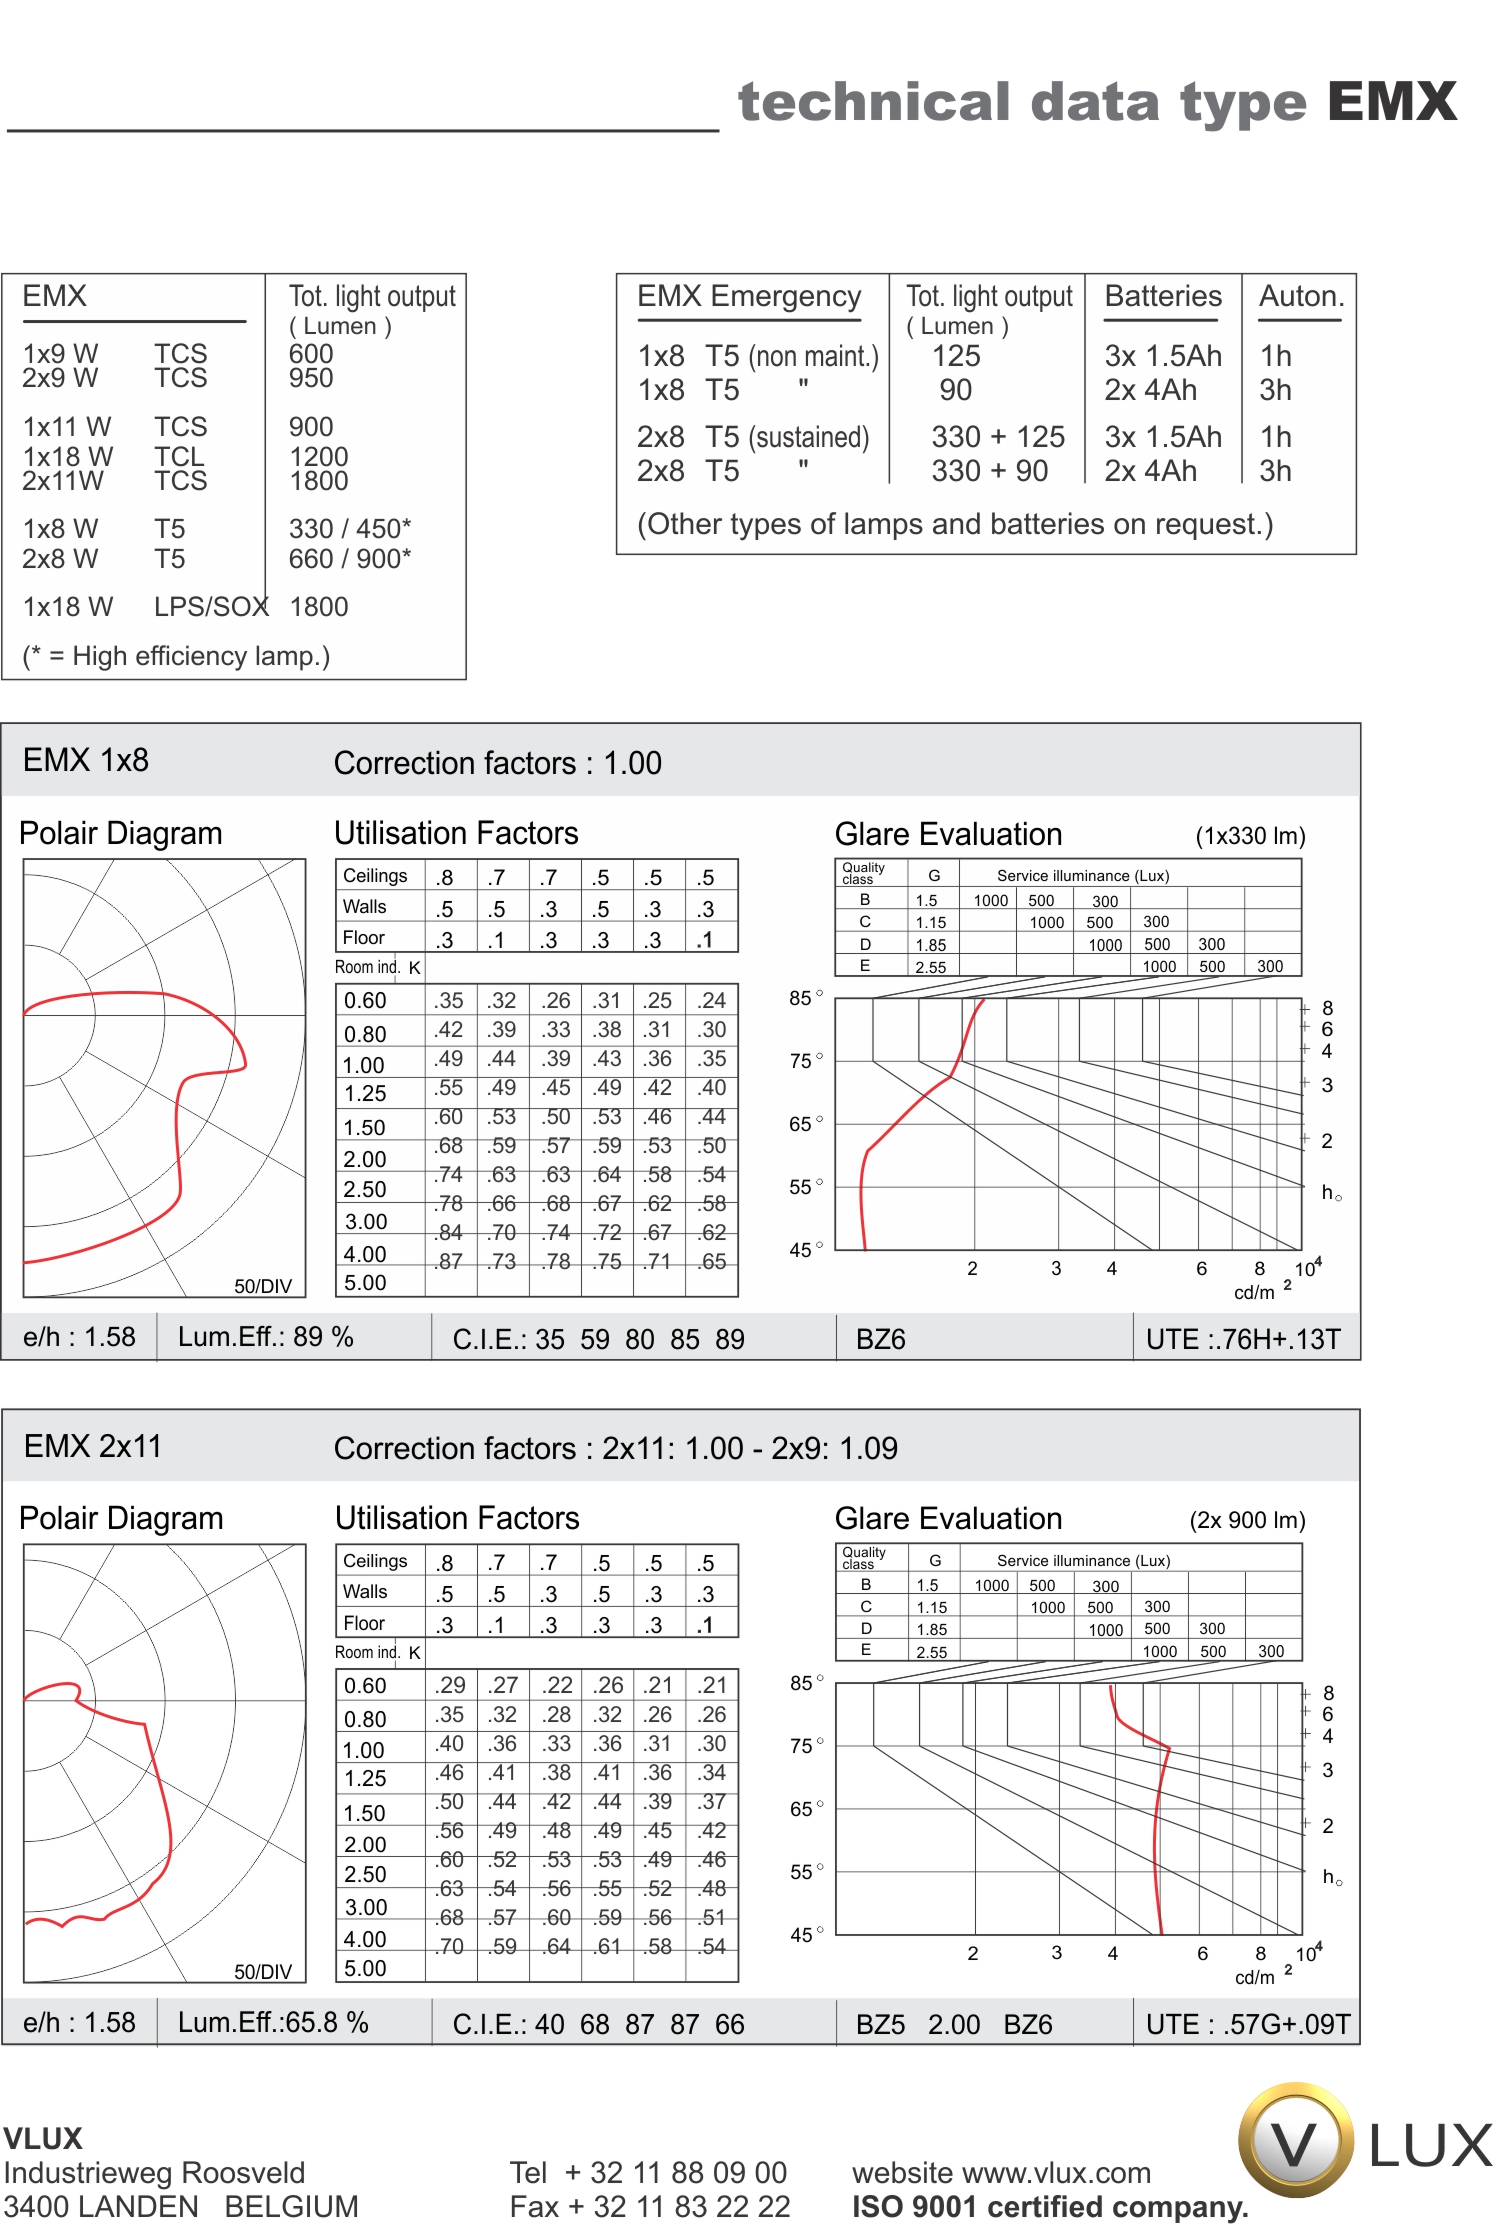 technical data type EMX
EMX Tot. light output
( Lumen )
1x9 W TCS 600
2x9 W TCS 950
1x11 W TCS 900
1x18 W TCL 1200
2x11W TCS 1800
1x8 W T5 330 / 450*
2x8 W T5 660 / 900*
1x18 W LPS/SOX 1800
(* = High efficiency lamp.)
EMX Emergency Tot. light output Batteries Auton.
( Lumen )
1x8 T5 (non maint.) 125 3x 1.5Ah 1h
1x8 T5 " 90 2x 4Ah 3h
2x8 T5 (sustained) 330 + 125 3x 1.5Ah 1h
2x8 T5 " 330 + 90 2x 4Ah 3h
(Other types of lamps and batteries on request.)
EMX 1x8 Correction factors : 1.00
Polair Diagram
50/DIV
Utilisation Factors
Ceilings .8 .7 .7 .5 .5 .5
Walls .5 .5 .3 .5 .3 .3
Floor .3 .1 .3 .3 .3 .1
Room ind. K
0.60 .35 .32 .26 .31 .25 .24
0.80 .42 .39 .33 .38 .31 .30
1.00 .49 .44 .39 .43 .36 .35
1.25 .55 .49 .45 .49 .42 .40
1.50 .60 .53 .50 .53 .46 .44
2.00 .68 .59 .57 .59 .53 .50
2.50 .74 .63 .63 .64 .58 .54
3.00 .78 .66 .68 .67 .62 .58
4.00 .84 .70 .74 .72 .67 .62
5.00 .87 .73 .78 .75 .71 .65
Glare Evaluation (1x330 lm)
Quality class G Service illuminance (Lux)
B 1.5 1000 500 300
C 1.15 1000 500 300
D 1.85 1000 500 300
E 2.55 1000 500 300
85°
75°
65°
55°
45°
8
6
4
3
2
h○
2 3 4 6 8 10⁴
cd/m 2
e/h : 1.58 Lum.Eff.: 89 % C.I.E.: 35 59 80 85 89 BZ6 UTE :.76H+.13T
EMX 2x11 Correction factors : 2x11: 1.00 - 2x9: 1.09
Polair Diagram
50/DIV
Utilisation Factors
Ceilings .8 .7 .7 .5 .5 .5
Walls .5 .5 .3 .5 .3 .3
Floor .3 .1 .3 .3 .3 .1
Room ind. K
0.60 .29 .27 .22 .26 .21 .21
0.80 .35 .32 .28 .32 .26 .26
1.00 .40 .36 .33 .36 .31 .30
1.25 .46 .41 .38 .41 .36 .34
1.50 .50 .44 .42 .44 .39 .37
2.00 .56 .49 .48 .49 .45 .42
2.50 .60 .52 .53 .53 .49 .46
3.00 .63 .54 .56 .55 .52 .48
4.00 .68 .57 .60 .59 .56 .51
5.00 .70 .59 .64 .61 .58 .54
Glare Evaluation (2x 900 lm)
Quality class G Service illuminance (Lux)
B 1.5 1000 500 300
C 1.15 1000 500 300
D 1.85 1000 500 300
E 2.55 1000 500 300
85°
75°
65°
55°
45°
8
6
4
3
2
h○
2 3 4 6 8 10⁴
cd/m 2
e/h : 1.58 Lum.Eff.:65.8 % C.I.E.: 40 68 87 87 66 BZ5 2.00 BZ6 UTE : .57G+.09T
VLUX
Industrieweg Roosveld Tel + 32 11 88 09 00 website www.vlux.com
3400 LANDEN BELGIUM Fax + 32 11 83 22 22 ISO 9001 certified company.
V LUX